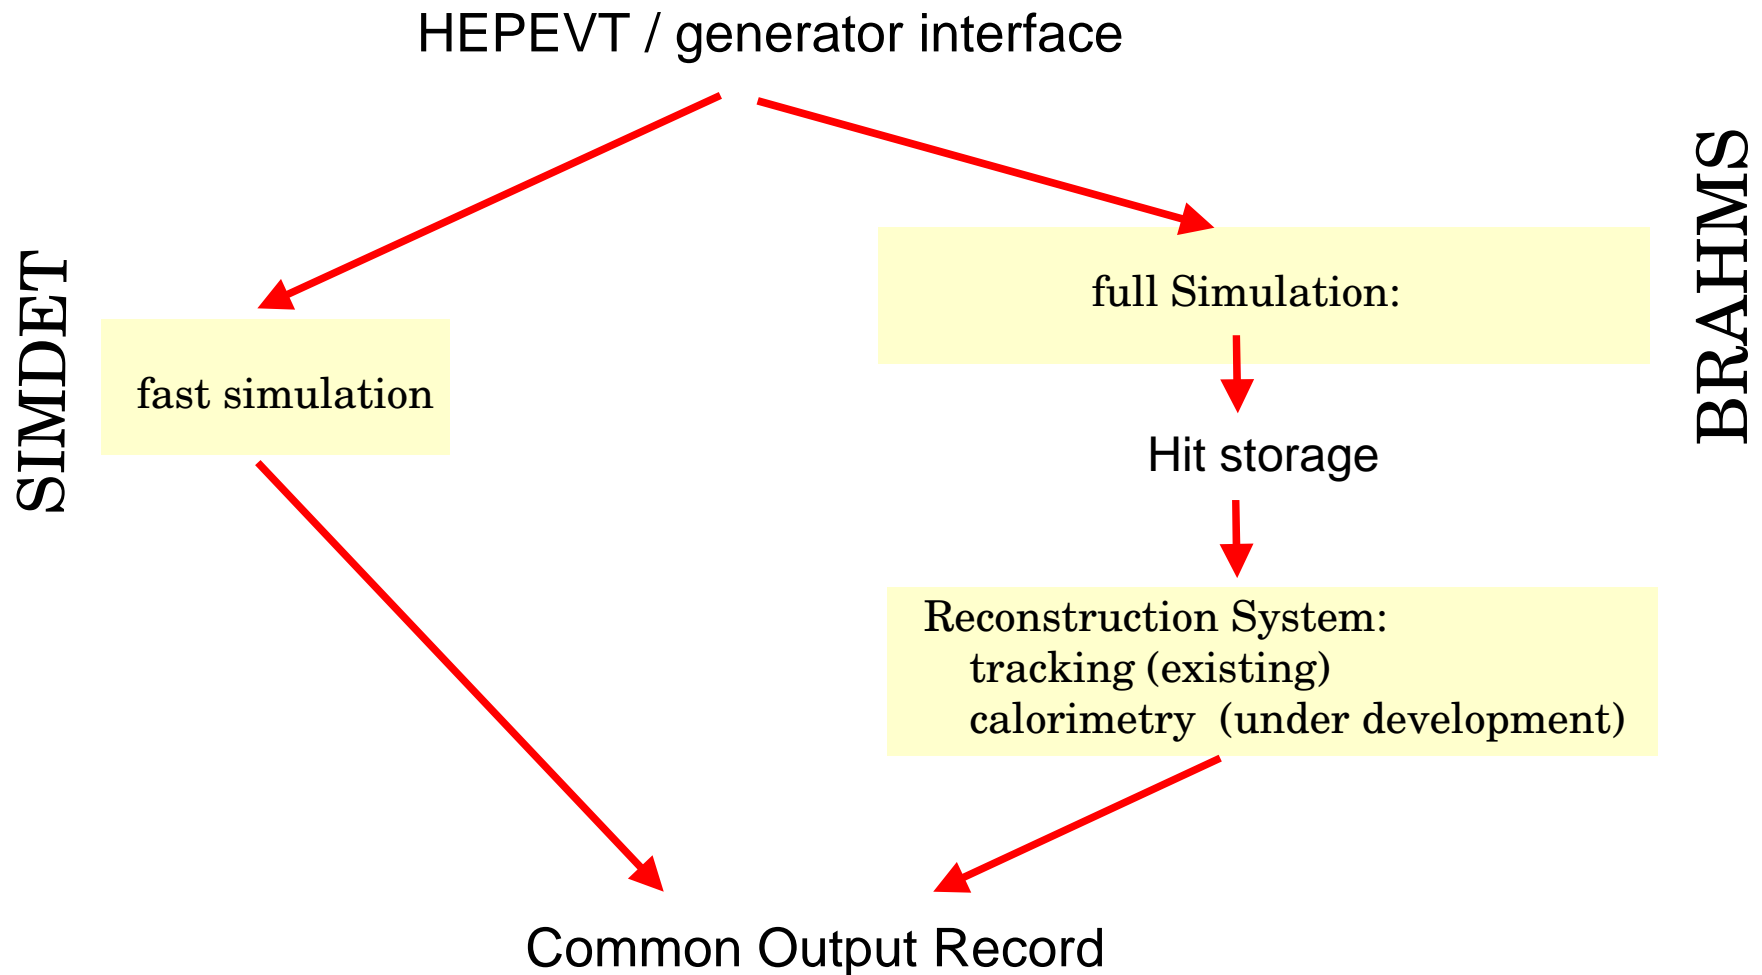 HEPEVT / generator interface
SIMDET
BRAHMS
full Simulation:
fast simulation
Hit storage
Reconstruction System:
tracking (existing)
calorimetry (under development)
Common Output Record